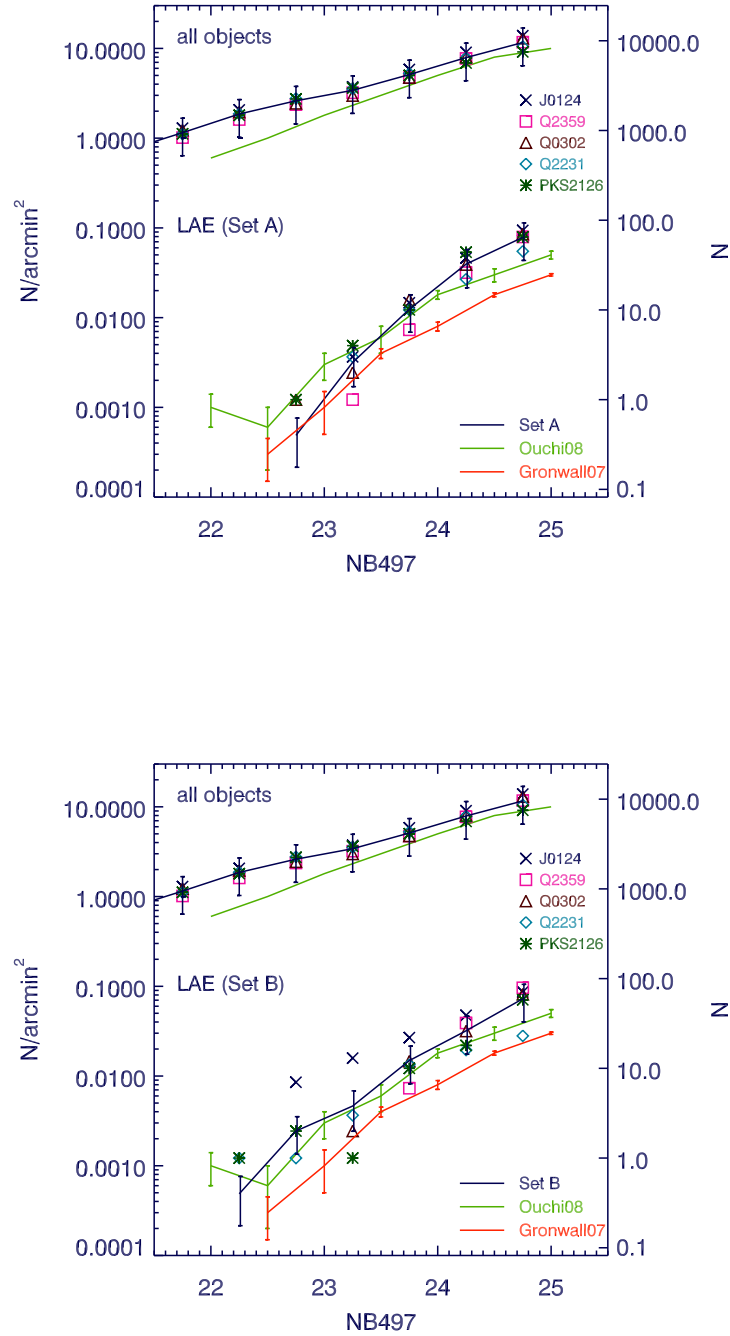 all objects
10.0000
1.0000
0.1000
0.0100
0.0010
0.0001
N/arcmin²
10000.0
1000.0
100.0
10.0
1.0
0.1
N
J0124
Q2359
Q0302
Q2231
PKS2126
LAE (Set A)
Set A
Ouchi08
Gronwall07
22 23 24 25
NB497
all objects
10.0000
1.0000
0.1000
0.0100
0.0010
0.0001
N/arcmin²
10000.0
1000.0
100.0
10.0
1.0
0.1
N
J0124
Q2359
Q0302
Q2231
PKS2126
LAE (Set B)
Set B
Ouchi08
Gronwall07
22 23 24 25
NB497